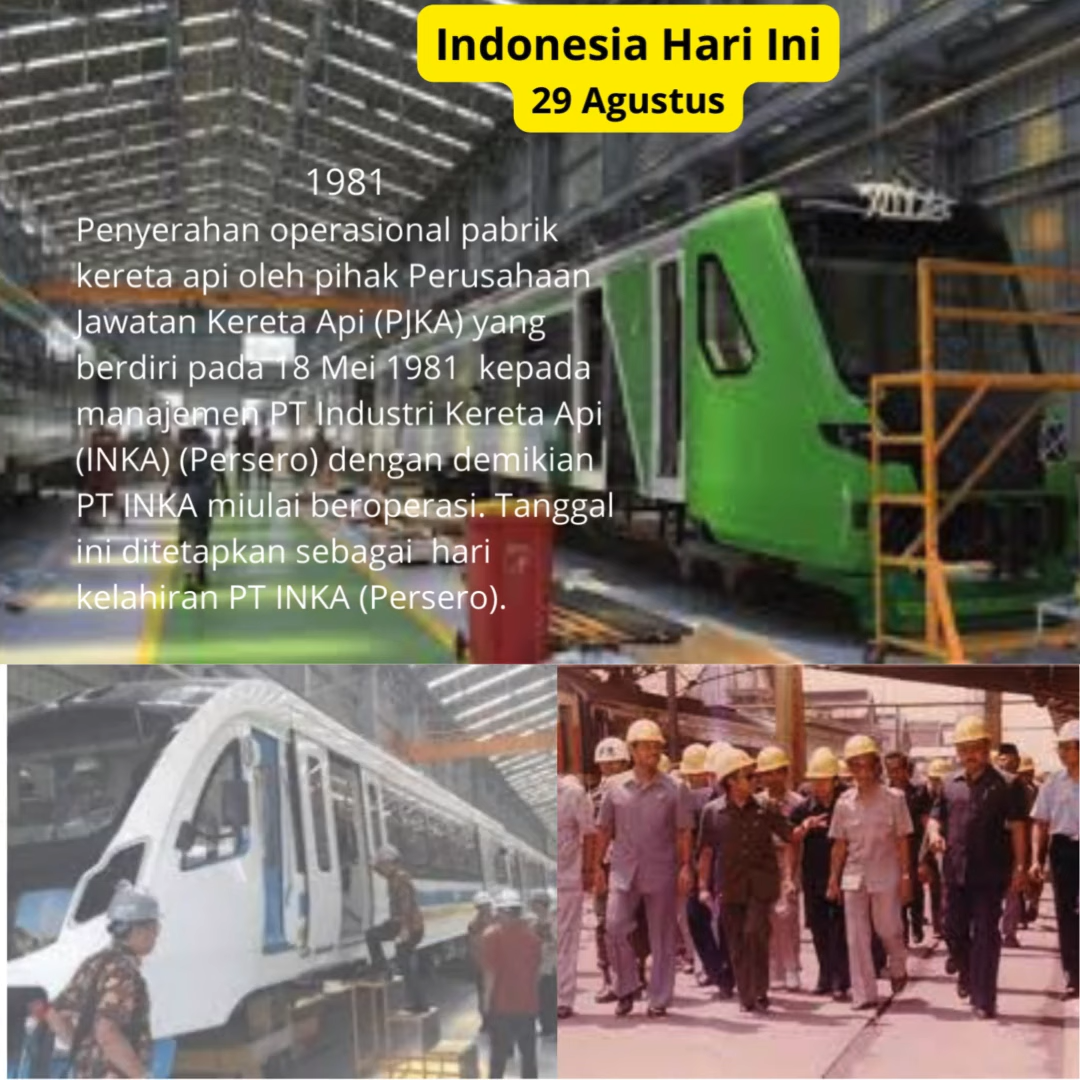 Indonesia Hari Ini
29 Agustus
1981
Penyerahan operasional pabrik
kereta api oleh pihak Perusahaan
Jawatan Kereta Api (PJKA) yang
berdiri pada 18 Mei 1981  kepada
manajemen PT Industri Kereta Api
(INKA) (Persero) dengan demikian
PT INKA miulai beroperasi. Tanggal
ini ditetapkan sebagai  hari
kelahiran PT INKA (Persero).